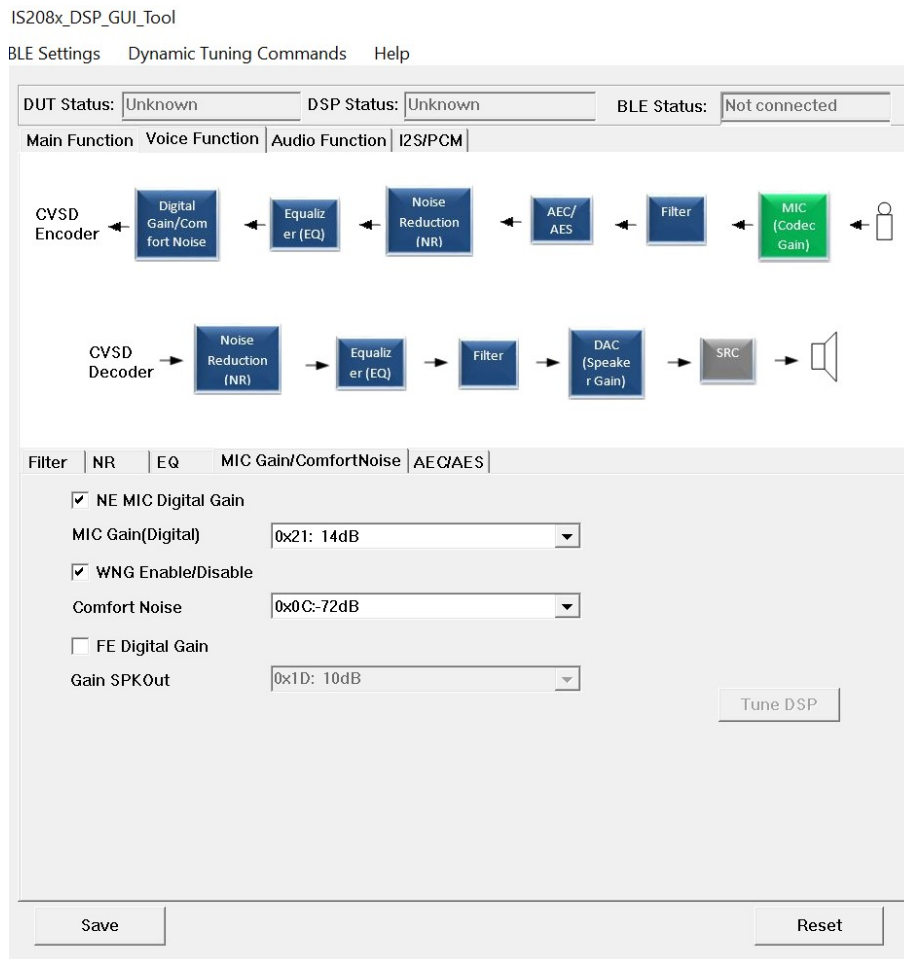 IS208x_DSP_GUI_Tool
BLE Settings Dynamic Tuning Commands Help
DUT Status: Unknown DSP Status: Unknown BLE Status: Not connected
Main Function Voice Function Audio Function I2S/PCM
CVSD
Encoder
Digital
Gain/Com
fort Noise
Equaliz
er (EQ)
Noise
Reduction
(NR)
AEC/
AES
Filter
MIC
(Codec
Gain)
CVSD
Decoder
Noise
Reduction
(NR)
Equaliz
er (EQ)
Filter
DAC
(Speake
r Gain)
SRC
Filter NR EQ MIC Gain/ComfortNoise AEC/AES
NE MIC Digital Gain
MIC Gain(Digital) 0x21: 14dB
WNG Enable/Disable
Comfort Noise 0x0C:-72dB
FE Digital Gain
Gain SPKOut 0x1D: 10dB
Tune DSP
Save Reset